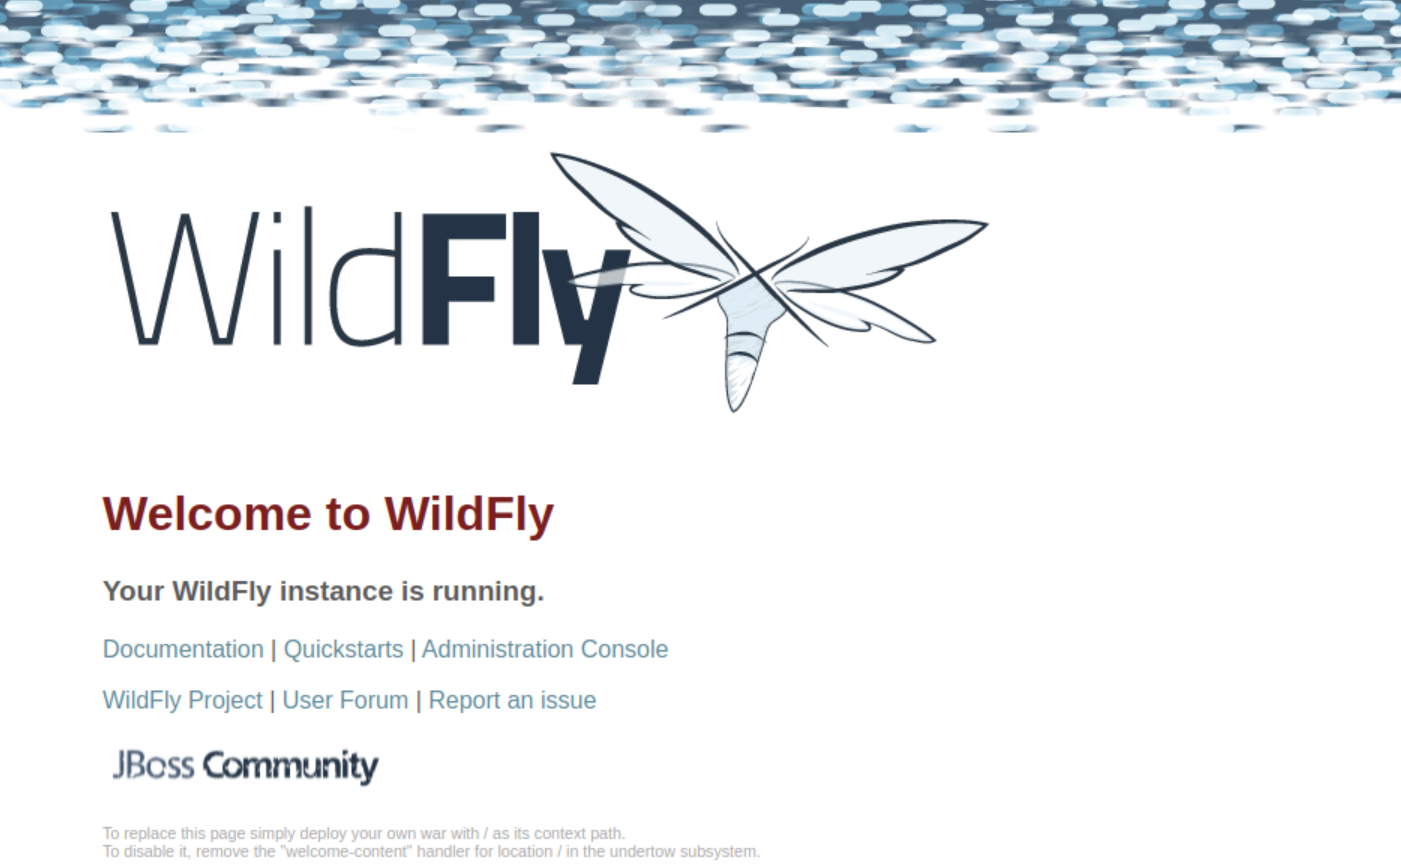 WildFly
Welcome to WildFly
Your WildFly instance is running.
Documentation | Quickstarts | Administration Console
WildFly Project | User Forum | Report an issue
JBoss Community
To replace this page simply deploy your own war with / as its context path.
To disable it, remove the "welcome-content" handler for location / in the undertow subsystem.